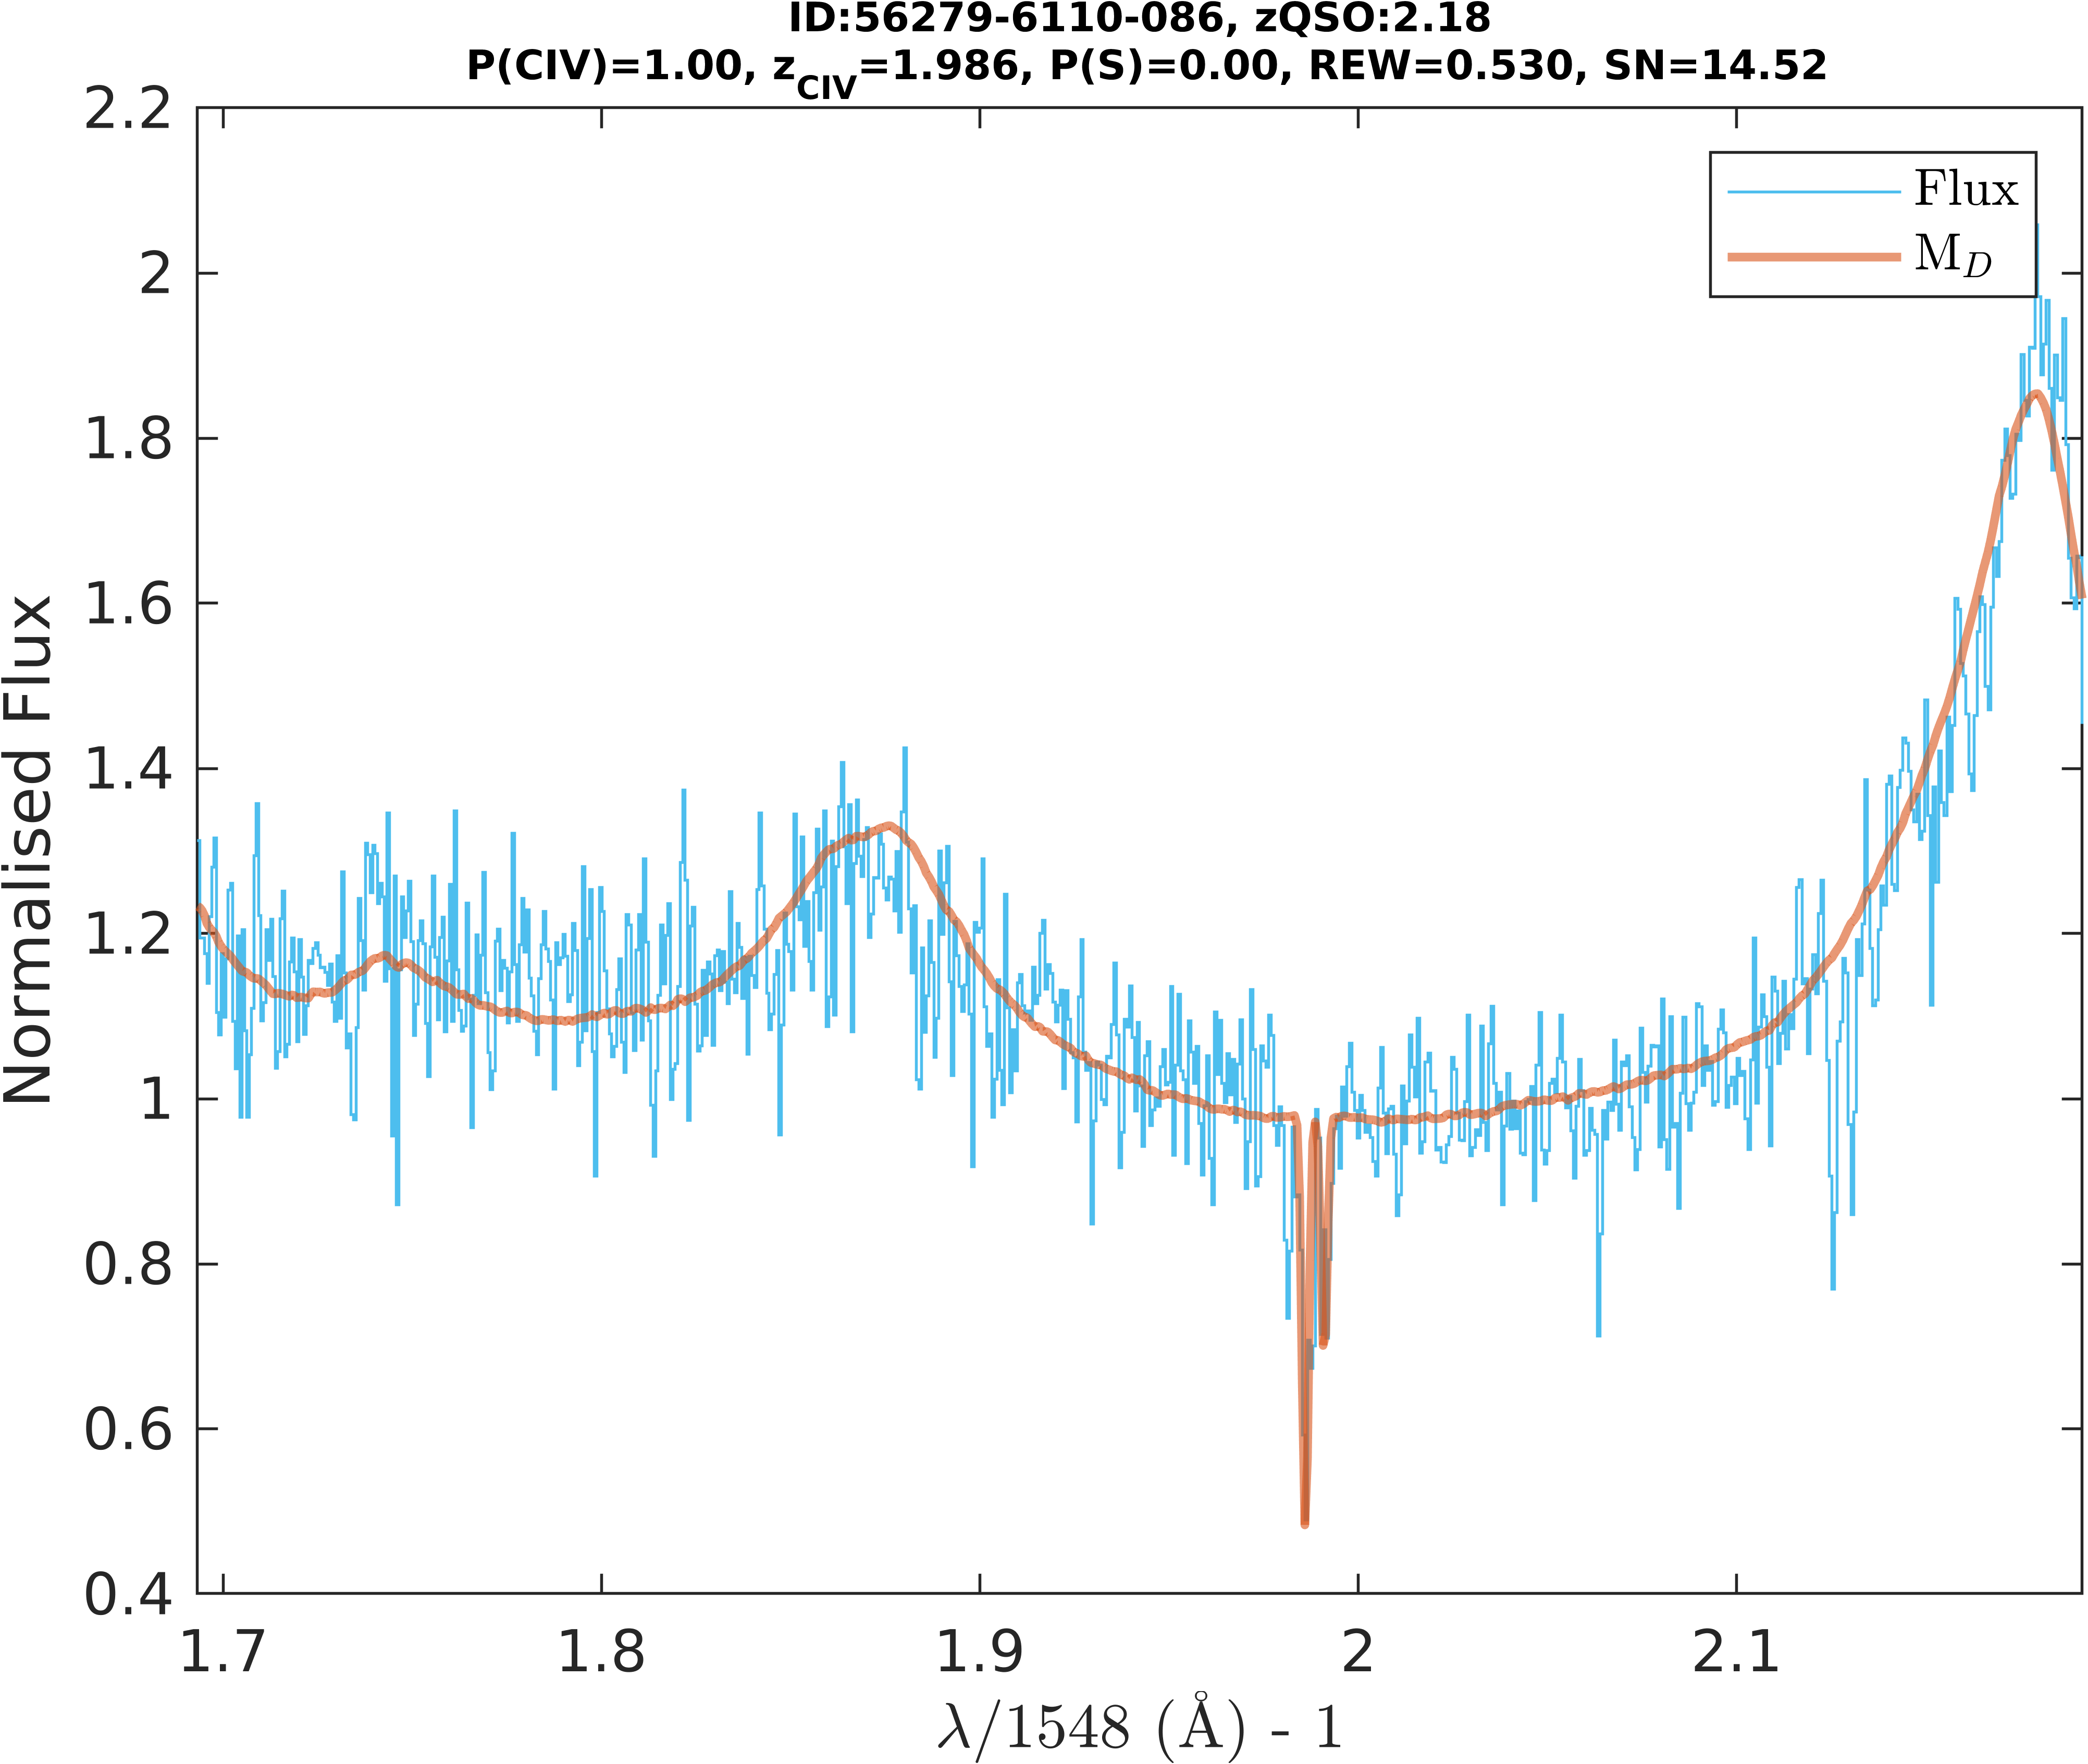 ID:56279-6110-086, zQSO:2.18
P(CIV)=1.00, zCIV=1.986, P(S)=0.00, REW=0.530, SN=14.52
2.2
2
1.8
1.6
1.4
1.2
1
0.8
0.6
0.4
Normalised Flux
Flux
MD
1.7
1.8
1.9
2
2.1
λ/1548 (Å) - 1